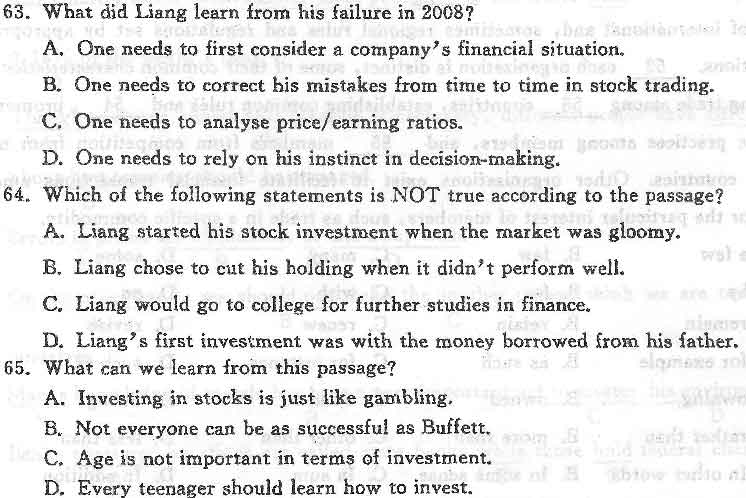 63. What did Liang learn from his failure in 2008?
A. One needs to first consider a company's financial situation.
B. One needs to correct his mistakes from time to time in stock trading.
C. One needs to analyse price/earning ratios.
D. One needs to rely on his instinct in decision-making.
64. Which of the following statements is NOT true according to the passage?
A. Liang started his stock investment when the market was gloomy.
B. Liang chose to cut his holding when it didn't perform well.
C. Liang would go to college for further studies in finance.
D. Liang's first investment was with the money borrowed from his father.
65. What can we learn from this passage?
A. Investing in stocks is just like gambling.
B. Not everyone can be as successful as Buffett.
C. Age is not important in terms of investment.
D. Every teenager should learn how to invest.